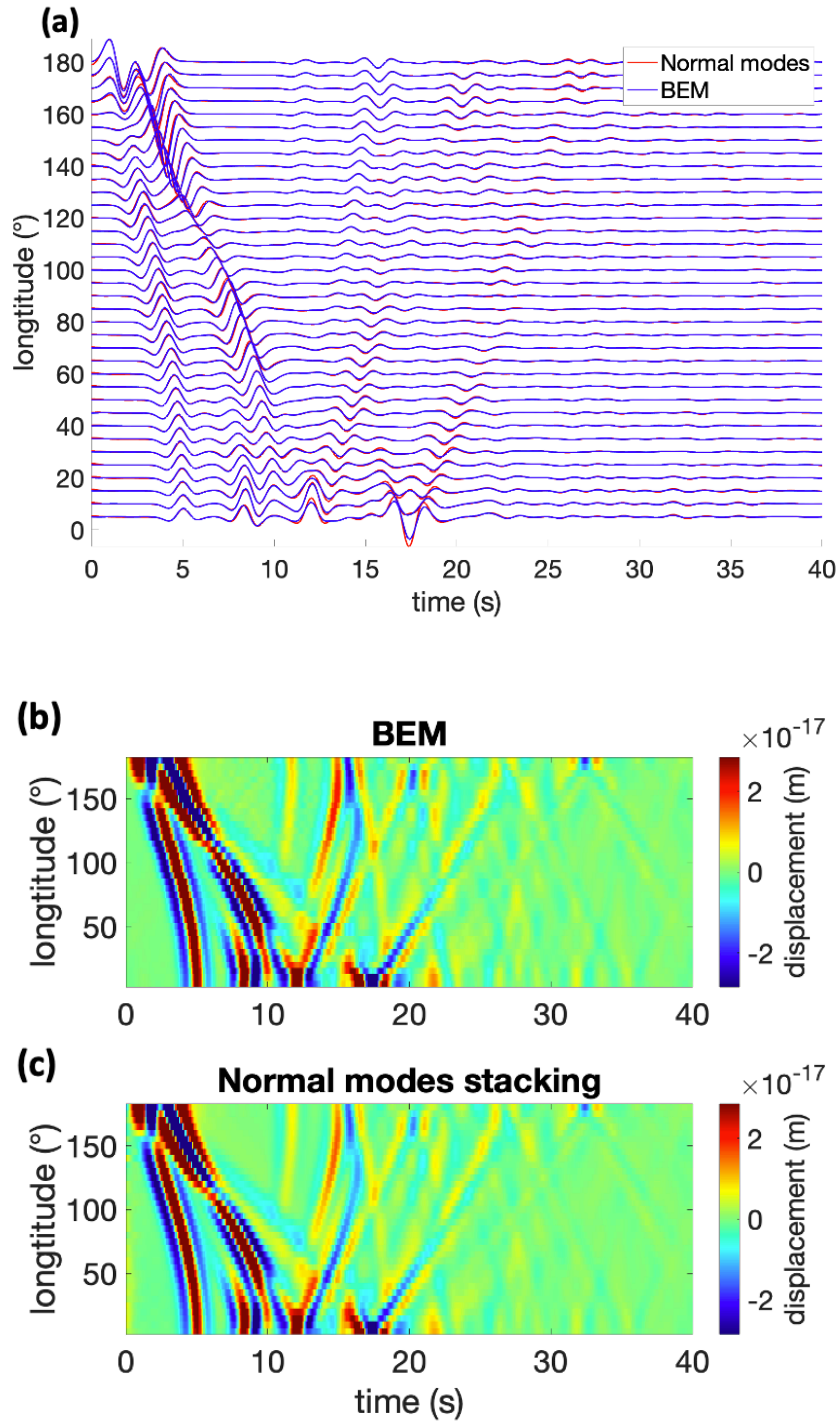 (a)
Normal modes
BEM
180
160
140
120
100
80
60
40
20
0
longtitude (°)
0 5 10 15 20 25 30 35 40
time (s)
(b)
BEM
×10-17
150
100
50
longtitude (°)
0 10 20 30 40
2
0
-2
displacement (m)
(c)
Normal modes stacking
×10-17
150
100
50
longtitude (°)
0 10 20 30 40
time (s)
2
0
-2
displacement (m)